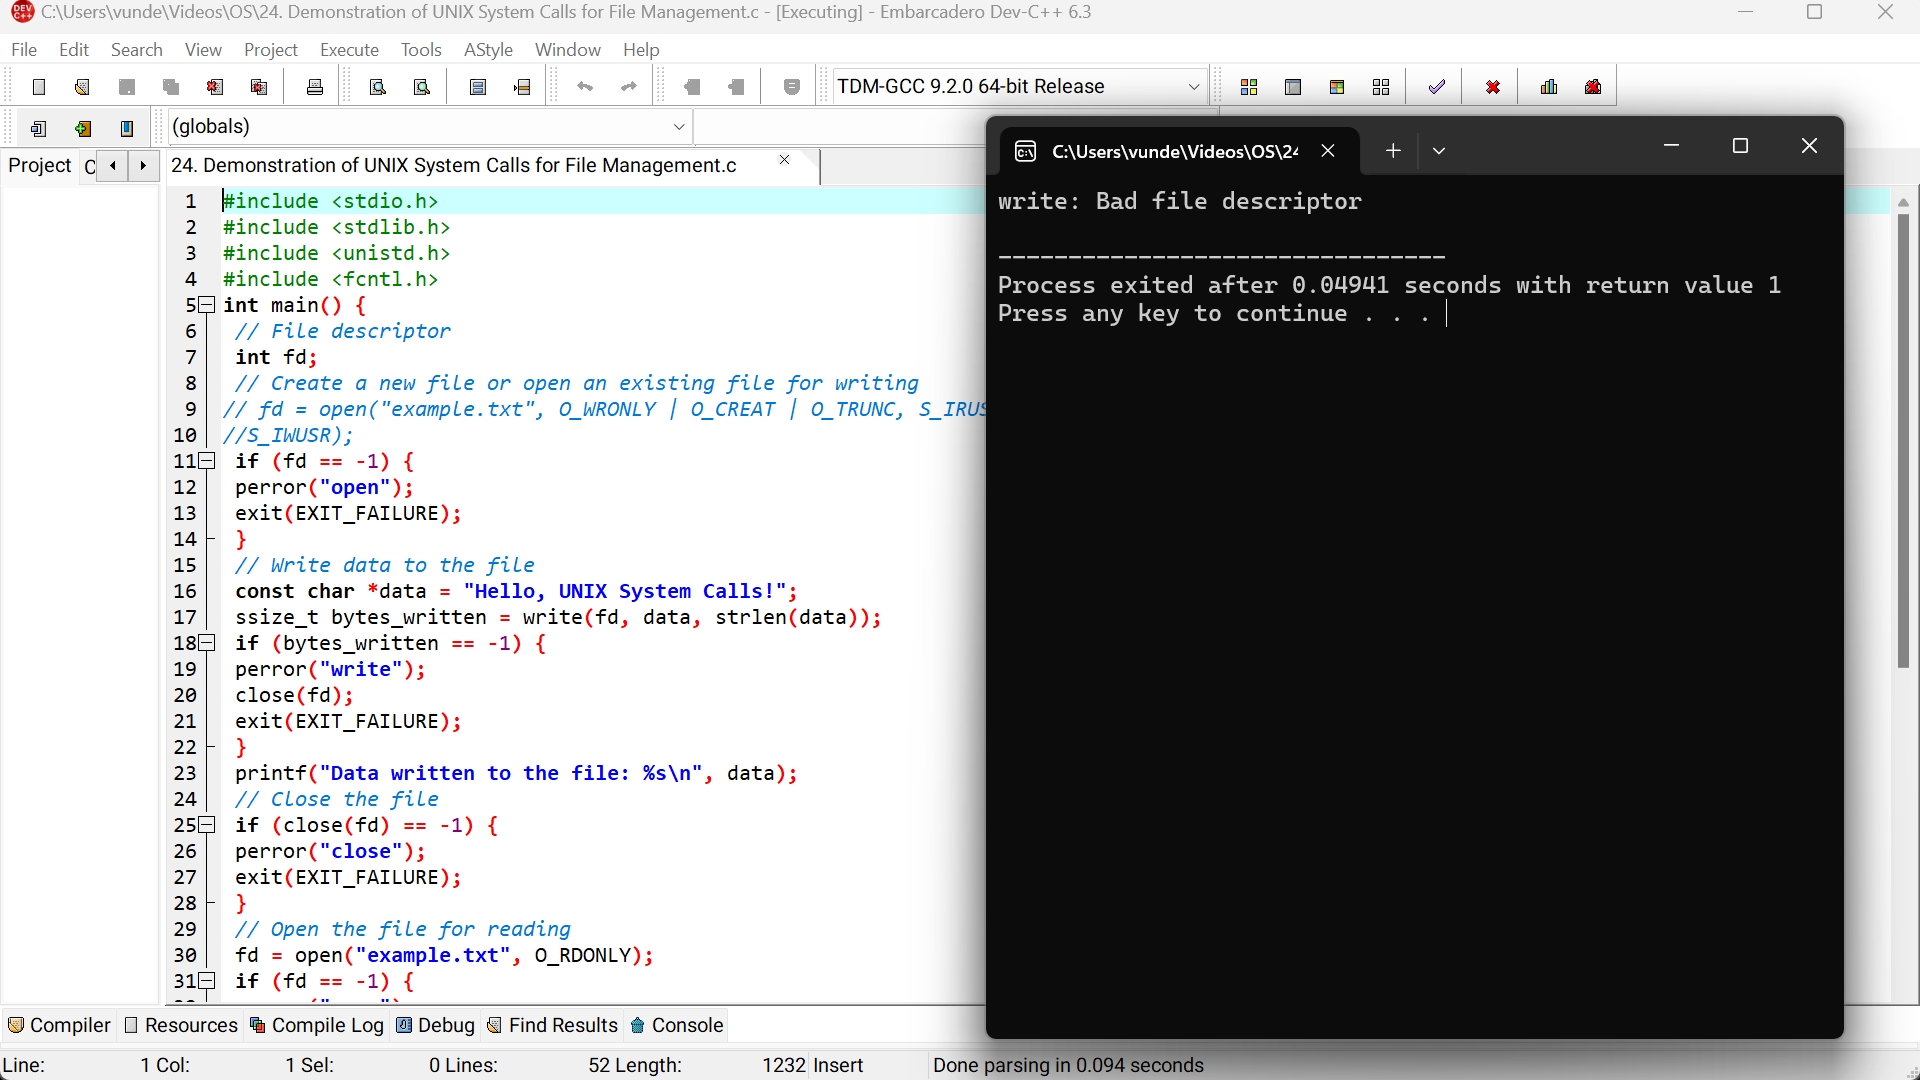 C:\Users\vunde\Videos\OS\24. Demonstration of UNIX System Calls for File Management.c - [Executing] - Embarcadero Dev-C++ 6.3
File Edit Search View Project Execute Tools AStyle Window Help
TDM-GCC 9.2.0 64-bit Release
(globals)
Project C
24. Demonstration of UNIX System Calls for File Management.c
1 #include <stdio.h>
2 #include <stdlib.h>
3 #include <unistd.h>
4 #include <fcntl.h>
5 int main() {
6 // File descriptor
7 int fd;
8 // Create a new file or open an existing file for writing
9 // fd = open("example.txt", O_WRONLY | O_CREAT | O_TRUNC, S_IRUS
10 //S_IWUSR);
11 if (fd == -1) {
12 perror("open");
13 exit(EXIT_FAILURE);
14 }
15 // Write data to the file
16 const char *data = "Hello, UNIX System Calls!";
17 ssize_t bytes_written = write(fd, data, strlen(data));
18 if (bytes_written == -1) {
19 perror("write");
20 close(fd);
21 exit(EXIT_FAILURE);
22 }
23 printf("Data written to the file: %s\n", data);
24 // Close the file
25 if (close(fd) == -1) {
26 perror("close");
27 exit(EXIT_FAILURE);
28 }
29 // Open the file for reading
30 fd = open("example.txt", O_RDONLY);
31 if (fd == -1) {
C:\Users\vunde\Videos\OS\24
write: Bad file descriptor
--------------------------------
Process exited after 0.04941 seconds with return value 1
Press any key to continue . . .
Compiler Resources Compile Log Debug Find Results Console
Line: 1 Col: 1 Sel: 0 Lines: 52 Length: 1232 Insert Done parsing in 0.094 seconds